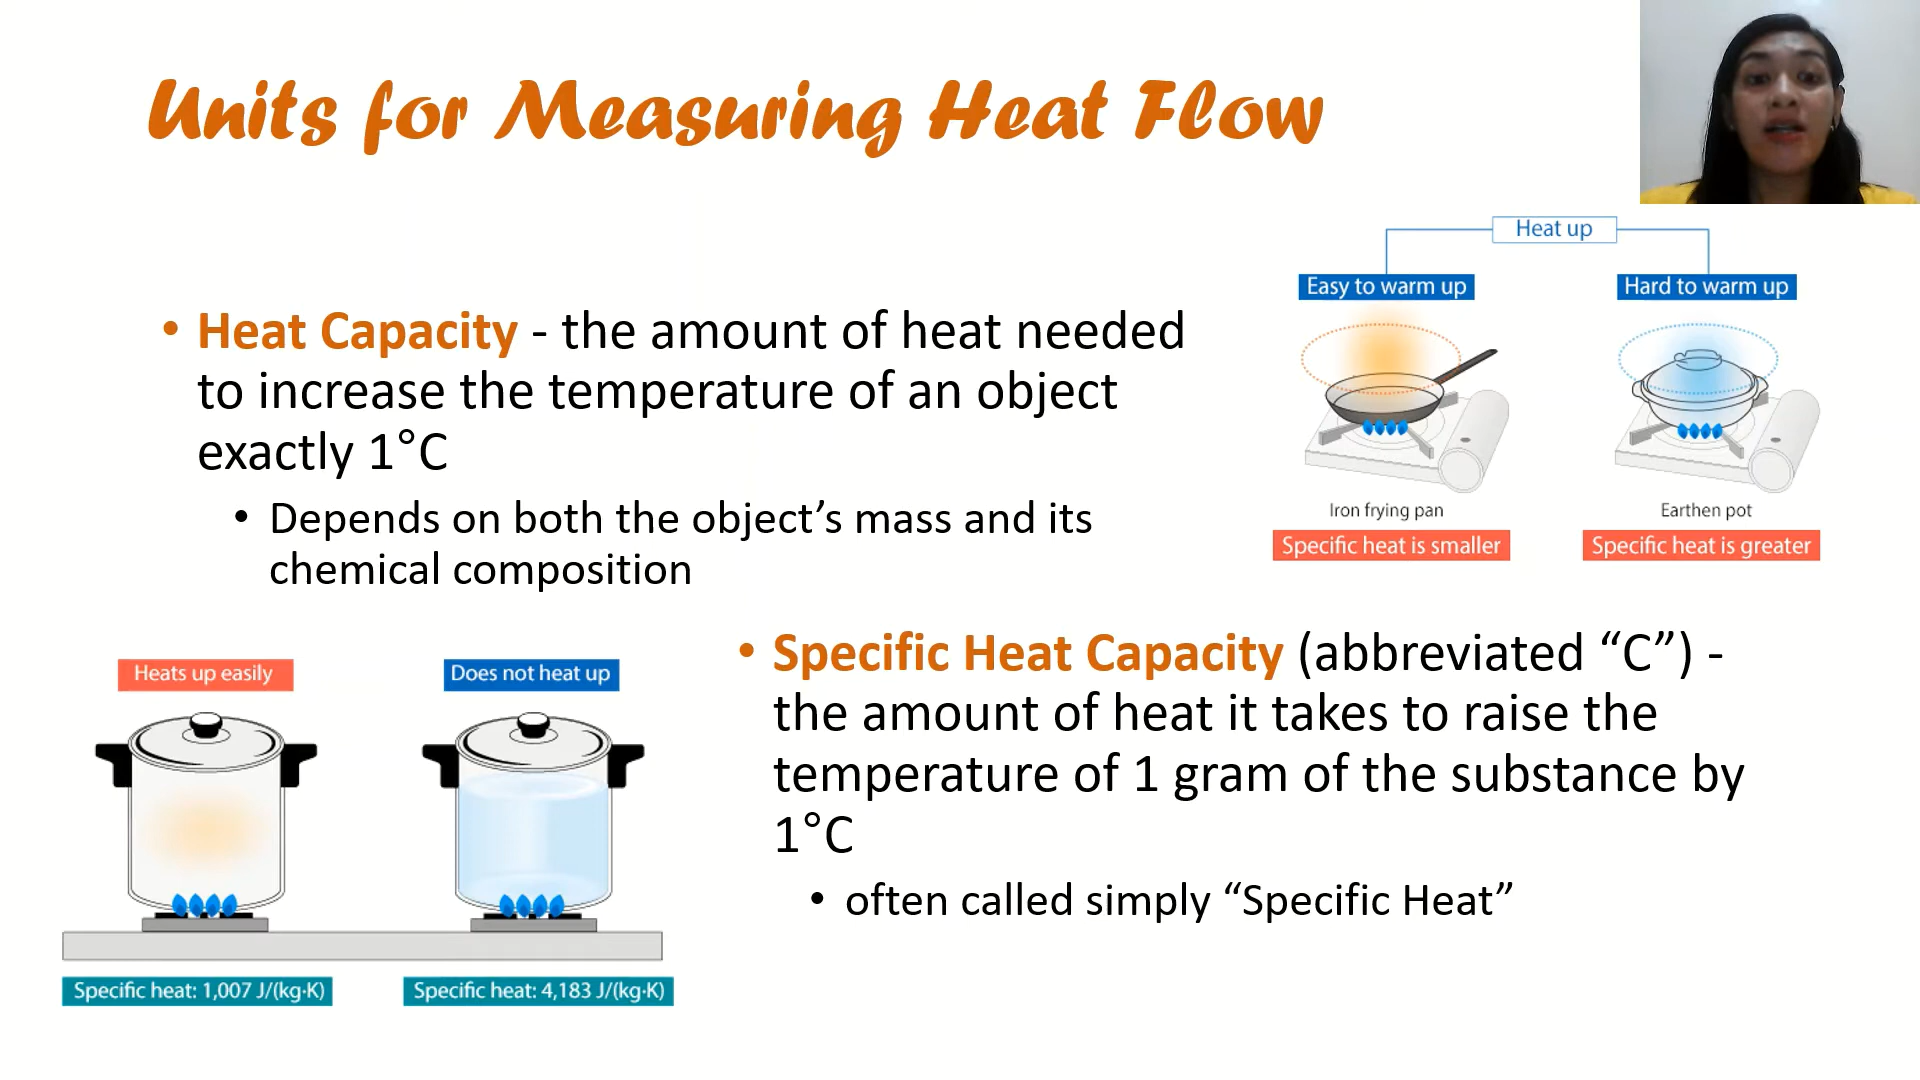 Units for Measuring Heat Flow
Heat up
Easy to warm up
Hard to warm up
• Heat Capacity - the amount of heat needed
to increase the temperature of an object
exactly 1°C
• Depends on both the object’s mass and its
chemical composition
Iron frying pan
Earthen pot
Specific heat is smaller
Specific heat is greater
• Specific Heat Capacity (abbreviated “C”) -
the amount of heat it takes to raise the
temperature of 1 gram of the substance by
1°C
• often called simply “Specific Heat”
Heats up easily
Does not heat up
Specific heat: 1,007 J/(kg·K)
Specific heat: 4,183 J/(kg·K)